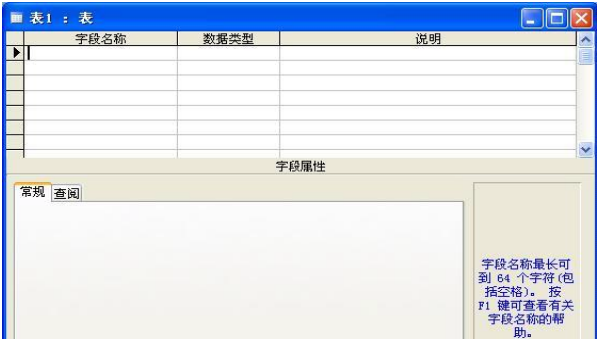 表1 : 表
字段名称 数据类型 说明
字段属性
常规 查阅
字段名称最长可
到 64 个字符(包
括空格)。 按
F1 键可查看有关
字段名称的帮
助。